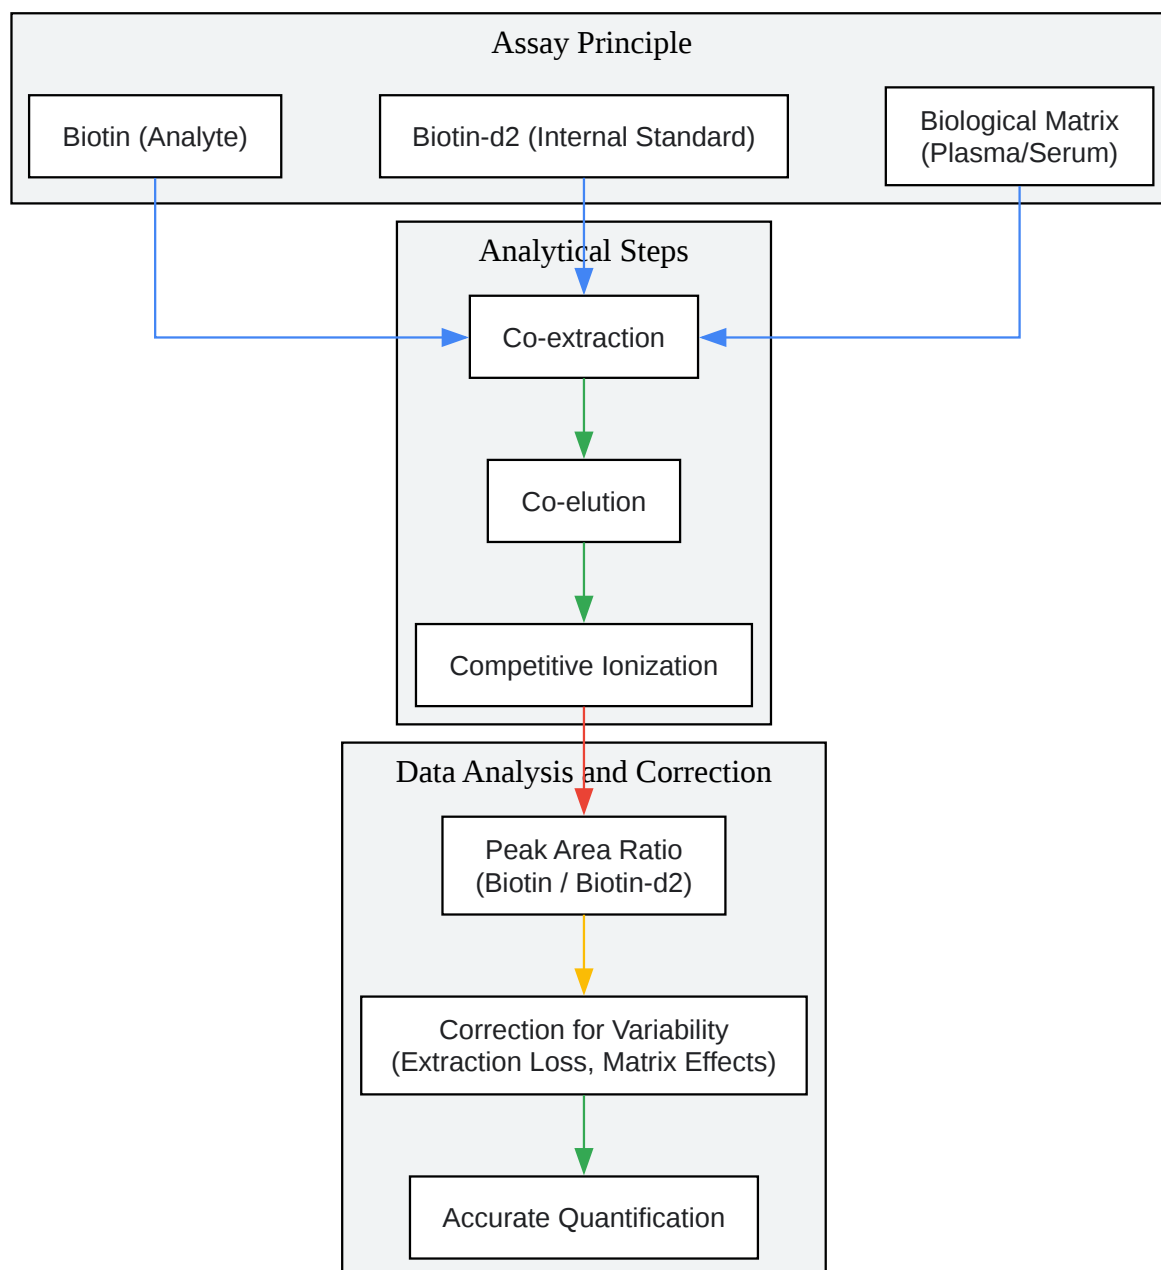 Assay Principle
Biotin (Analyte)
Biotin-d2 (Internal Standard)
Biological Matrix
(Plasma/Serum)
Analytical Steps
Co-extraction
Co-elution
Competitive Ionization
Data Analysis and Correction
Peak Area Ratio
(Biotin / Biotin-d2)
Correction for Variability
(Extraction Loss, Matrix Effects)
Accurate Quantification